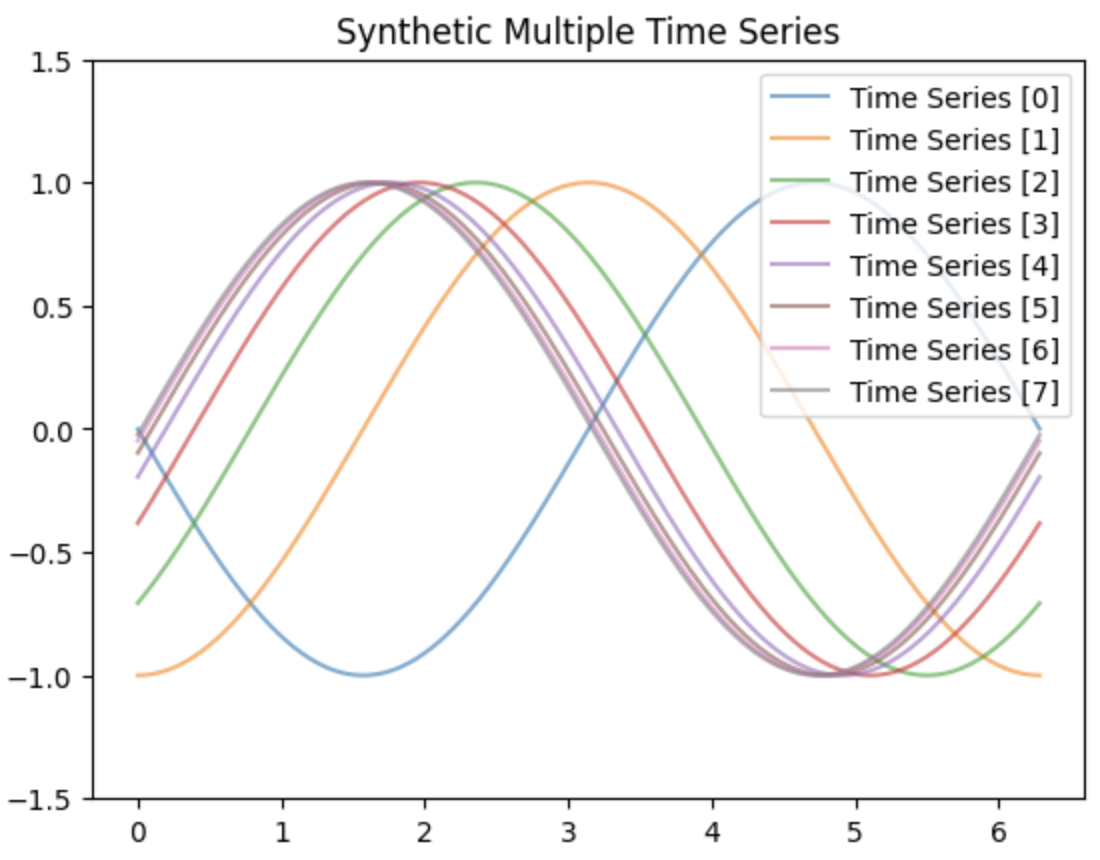 Synthetic Multiple Time Series
1.5
1.0
0.5
0.0
−0.5
−1.0
−1.5
Time Series [0]
Time Series [1]
Time Series [2]
Time Series [3]
Time Series [4]
Time Series [5]
Time Series [6]
Time Series [7]
0 1 2 3 4 5 6